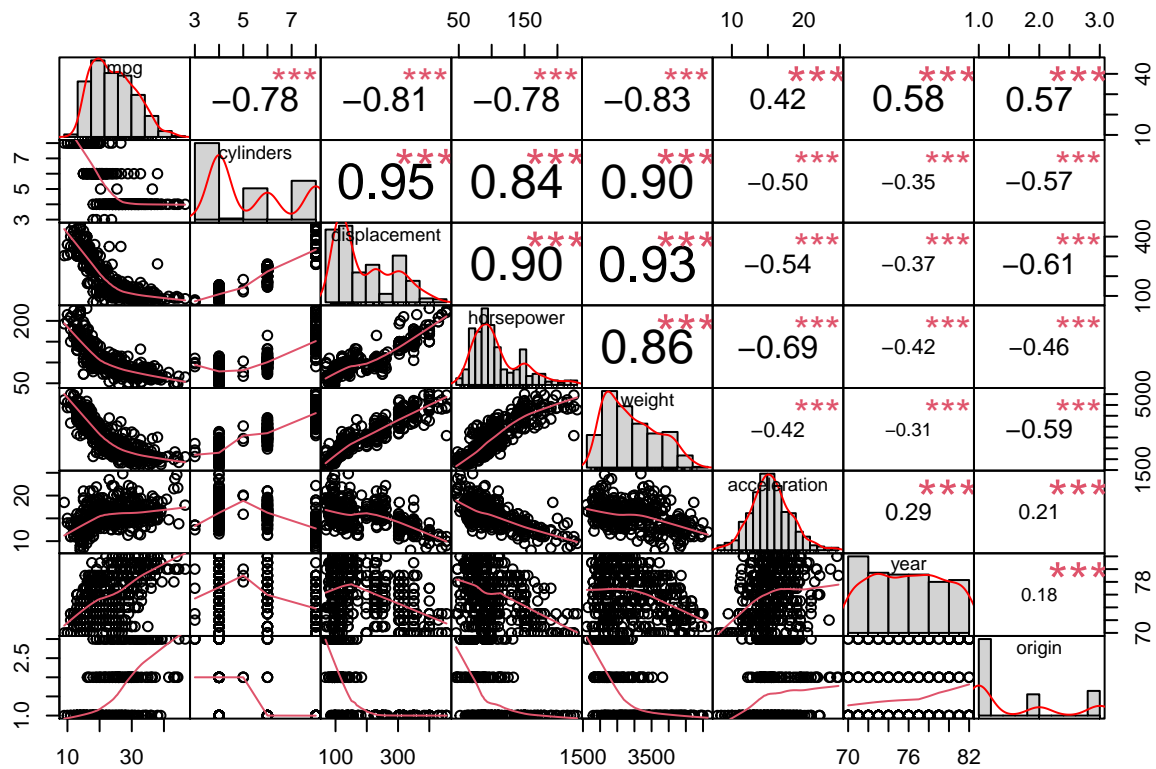 3 5 7 50 150 10 20 1.0 3.0
mpg *** −0.78 *** −0.81 *** −0.78 *** −0.83 *** 0.42 *** 0.58 *** 0.57 10 40
3 5 7 cylinders *** 0.95 *** 0.84 *** 0.90 *** −0.50 *** −0.35 *** −0.57
displacement *** 0.90 *** 0.93 *** −0.54 *** −0.37 *** −0.61 100 400
50 200 horsepower *** 0.86 *** −0.69 *** −0.42 *** −0.46
weight *** −0.42 *** −0.31 *** −0.59 1500 5000
10 20 acceleration *** 0.29 *** 0.21
year *** 0.18 70 78
1.0 2.5 origin
10 30 100 300 1500 3500 70 76 82